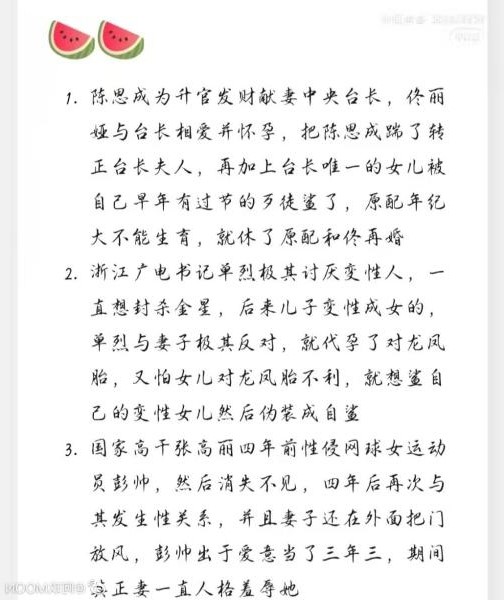 1. 陈思成为升官发财献妻中央台长，佟丽
娅与台长相爱并怀孕，把陈思成踹了转
正台长夫人，再加上台长唯一的女儿被
自己早年有过节的歹徒鲨了，原配年纪
大不能生育，就休了原配和佟再婚
2. 浙江广电书记单烈极其讨厌变性人，一
直想封杀金星，后来儿子变性成女的，
单烈与妻子极其反对，就代孕了对龙凤
胎，又怕女儿对龙凤胎不利，就想鲨自
己的变性女儿然后伪装成自鲨
3. 国家高干张高丽四年前性侵网球女运动
员彭帅，然后消失不见，四年后再次与
其发生性关系，并且妻子还在外面把门
放风，彭帅出于爱意当了三年三，期间
真正妻一直人格羞辱她